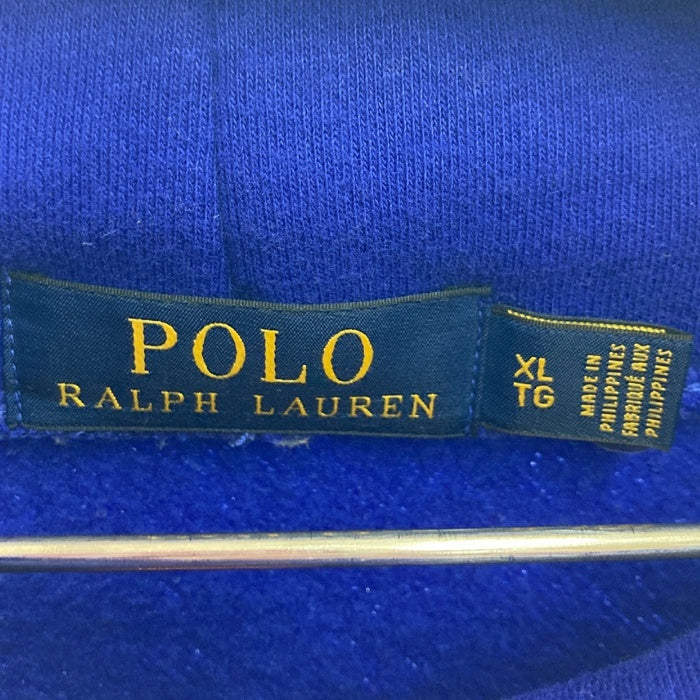 POLO
RALPH LAUREN
XL
TG
MADE IN
PHILIPPINES
FABRIQUÉ AUX
PHILIPPINES